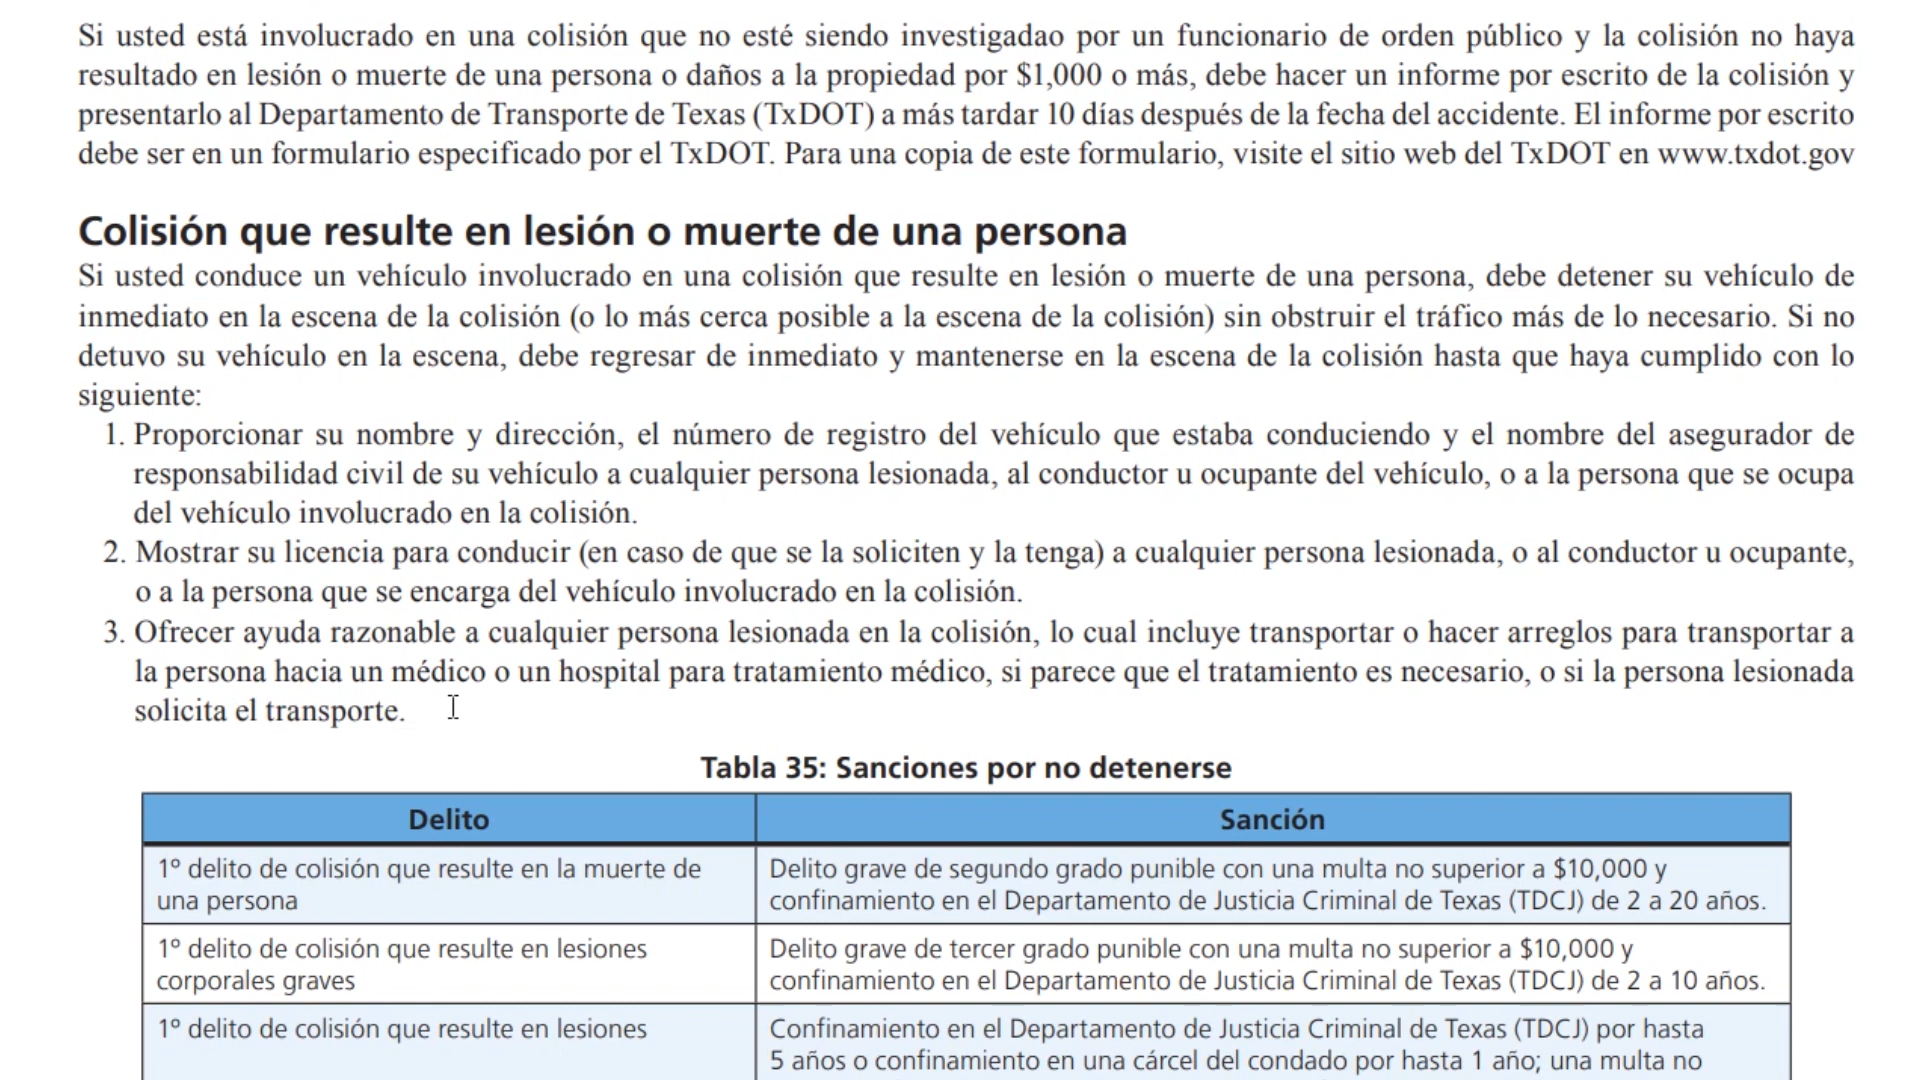 Si usted está involucrado en una colisión que no esté siendo investigadao por un funcionario de orden público y la colisión no haya
resultado en lesión o muerte de una persona o daños a la propiedad por $1,000 o más, debe hacer un informe por escrito de la colisión y
presentarlo al Departamento de Transporte de Texas (TxDOT) a más tardar 10 días después de la fecha del accidente. El informe por escrito
debe ser en un formulario especificado por el TxDOT. Para una copia de este formulario, visite el sitio web del TxDOT en www.txdot.gov
Colisión que resulte en lesión o muerte de una persona
Si usted conduce un vehículo involucrado en una colisión que resulte en lesión o muerte de una persona, debe detener su vehículo de
inmediato en la escena de la colisión (o lo más cerca posible a la escena de la colisión) sin obstruir el tráfico más de lo necesario. Si no
detuvo su vehículo en la escena, debe regresar de inmediato y mantenerse en la escena de la colisión hasta que haya cumplido con lo
siguiente:
1. Proporcionar su nombre y dirección, el número de registro del vehículo que estaba conduciendo y el nombre del asegurador de
responsabilidad civil de su vehículo a cualquier persona lesionada, al conductor u ocupante del vehículo, o a la persona que se ocupa
del vehículo involucrado en la colisión.
2. Mostrar su licencia para conducir (en caso de que se la soliciten y la tenga) a cualquier persona lesionada, o al conductor u ocupante,
o a la persona que se encarga del vehículo involucrado en la colisión.
3. Ofrecer ayuda razonable a cualquier persona lesionada en la colisión, lo cual incluye transportar o hacer arreglos para transportar a
la persona hacia un médico o un hospital para tratamiento médico, si parece que el tratamiento es necesario, o si la persona lesionada
solicita el transporte.
Tabla 35: Sanciones por no detenerse
Delito
Sanción
1º delito de colisión que resulte en la muerte de
una persona
Delito grave de segundo grado punible con una multa no superior a $10,000 y
confinamiento en el Departamento de Justicia Criminal de Texas (TDCJ) de 2 a 20 años.
1º delito de colisión que resulte en lesiones
corporales graves
Delito grave de tercer grado punible con una multa no superior a $10,000 y
confinamiento en el Departamento de Justicia Criminal de Texas (TDCJ) de 2 a 10 años.
1º delito de colisión que resulte en lesiones
Confinamiento en el Departamento de Justicia Criminal de Texas (TDCJ) por hasta
5 años o confinamiento en una cárcel del condado por hasta 1 año; una multa no